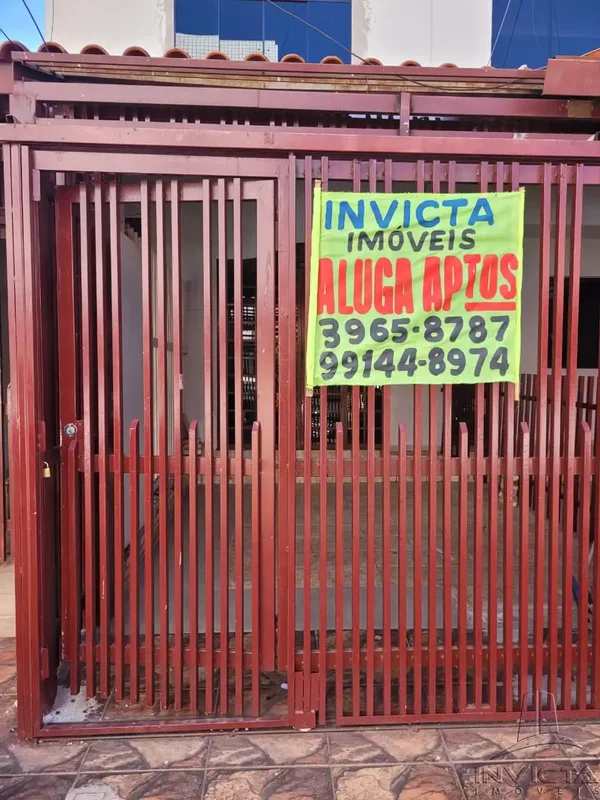 INVICTA
IMÓVEIS
ALUGA APTOS
3965-8787
99144-8974
INVICTA
IMÓVEIS